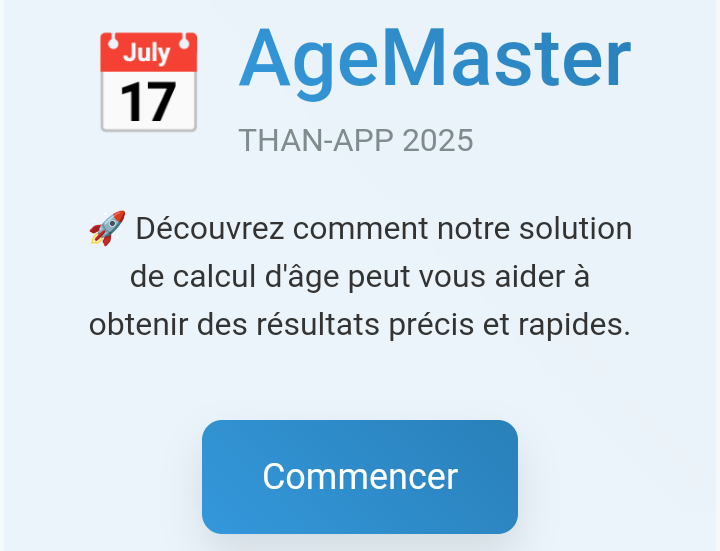 July
17
AgeMaster
THAN-APP 2025
🚀 Découvrez comment notre solution
de calcul d'âge peut vous aider à
obtenir des résultats précis et rapides.
Commencer